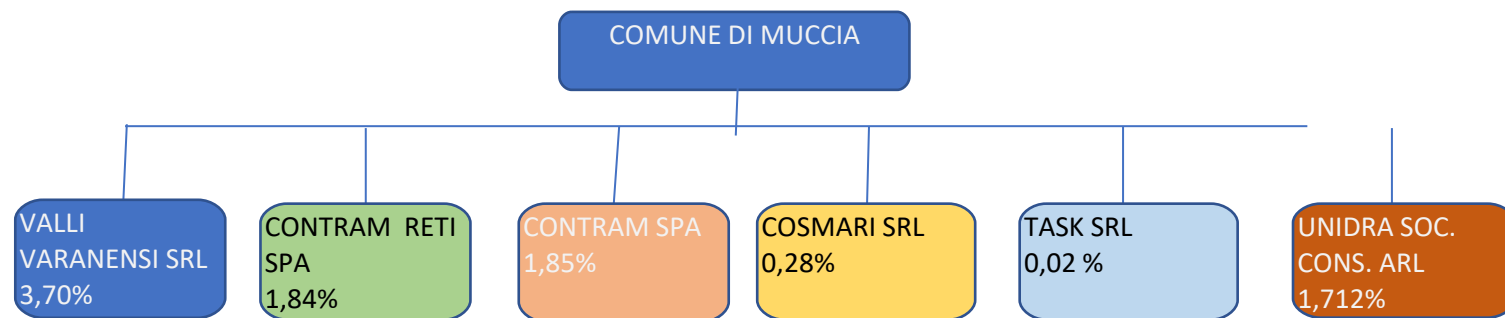 COMUNE DI MUCCIA
VALLI
VARANENSI SRL
3,70%
CONTRAM RETI
SPA
1,84%
CONTRAM SPA
1,85%
COSMARI SRL
0,28%
TASK SRL
0,02 %
UNIDRA SOC.
CONS. ARL
1,712%